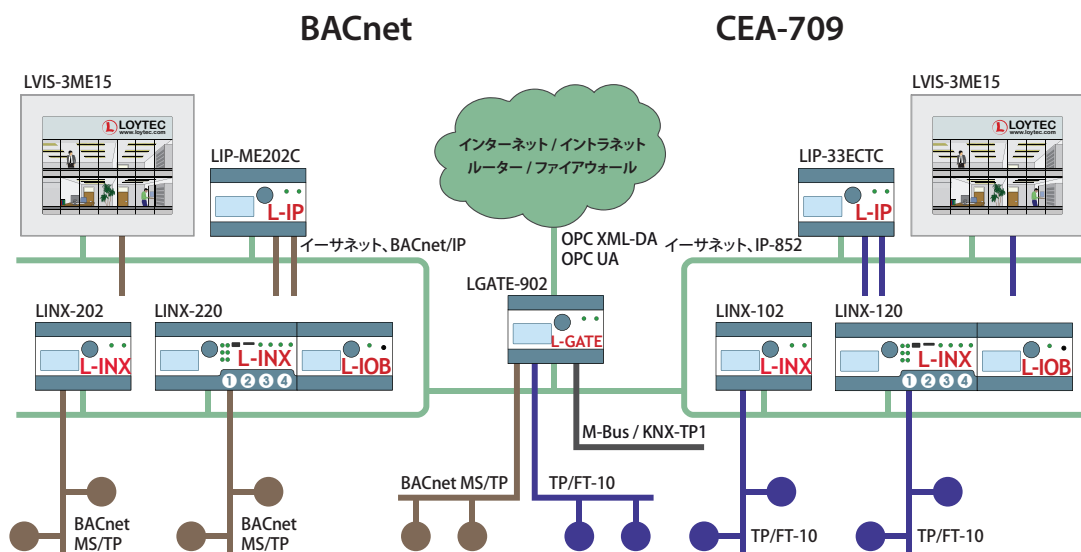 BACnet
CEA-709
LVIS-3ME15
LOYTEC
www.loytec.com
LIP-ME202C
L-IP
イーサネット、BACnet/IP
インターネット / イントラネット
ルーター / ファイアウォール
OPC XML-DA
OPC UA
LIP-33ECTC
L-IP
イーサネット、IP-852
LVIS-3ME15
LOYTEC
www.loytec.com
LINX-202
L-INX
LINX-220
L-INX
1 2 3 4
L-IOB
LGATE-902
L-GATE
LINX-102
L-INX
LINX-120
L-INX
1 2 3 4
L-IOB
M-Bus / KNX-TP1
BACnet MS/TP
TP/FT-10
BACnet
MS/TP
BACnet
MS/TP
TP/FT-10
TP/FT-10